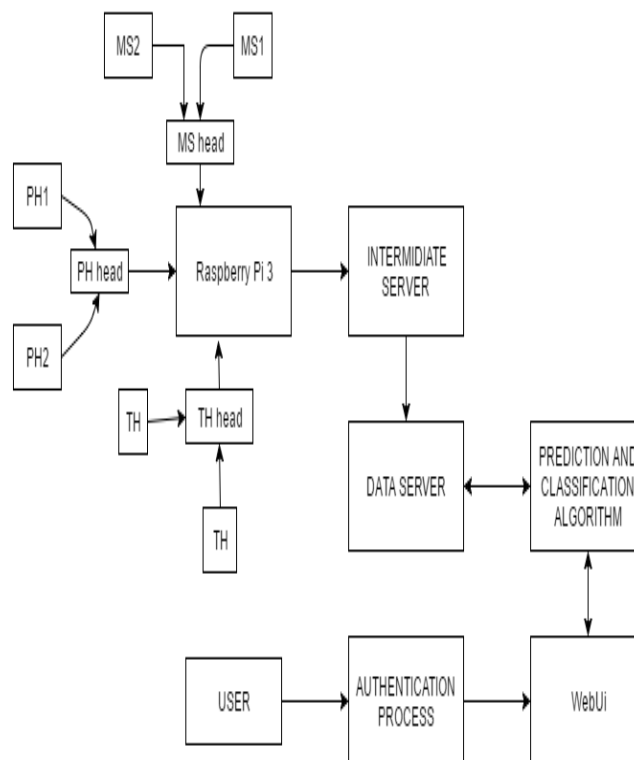 MS2
MS1
MS head
PH1
PH head
PH2
Raspberry Pi 3
INTERMIDIATE
SERVER
TH
TH head
TH
DATA SERVER
PREDICTION AND
CLASSIFICATION
ALGORITHM
USER
AUTHENTICATION
PROCESS
WebUi